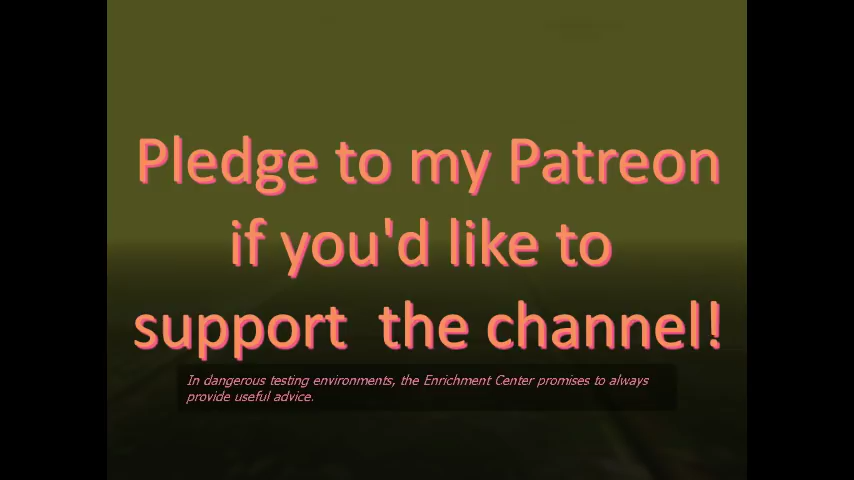 Pledge to my Patreon
if you'd like to
support  the channel!
In dangerous testing environments, the Enrichment Center promises to always
provide useful advice.